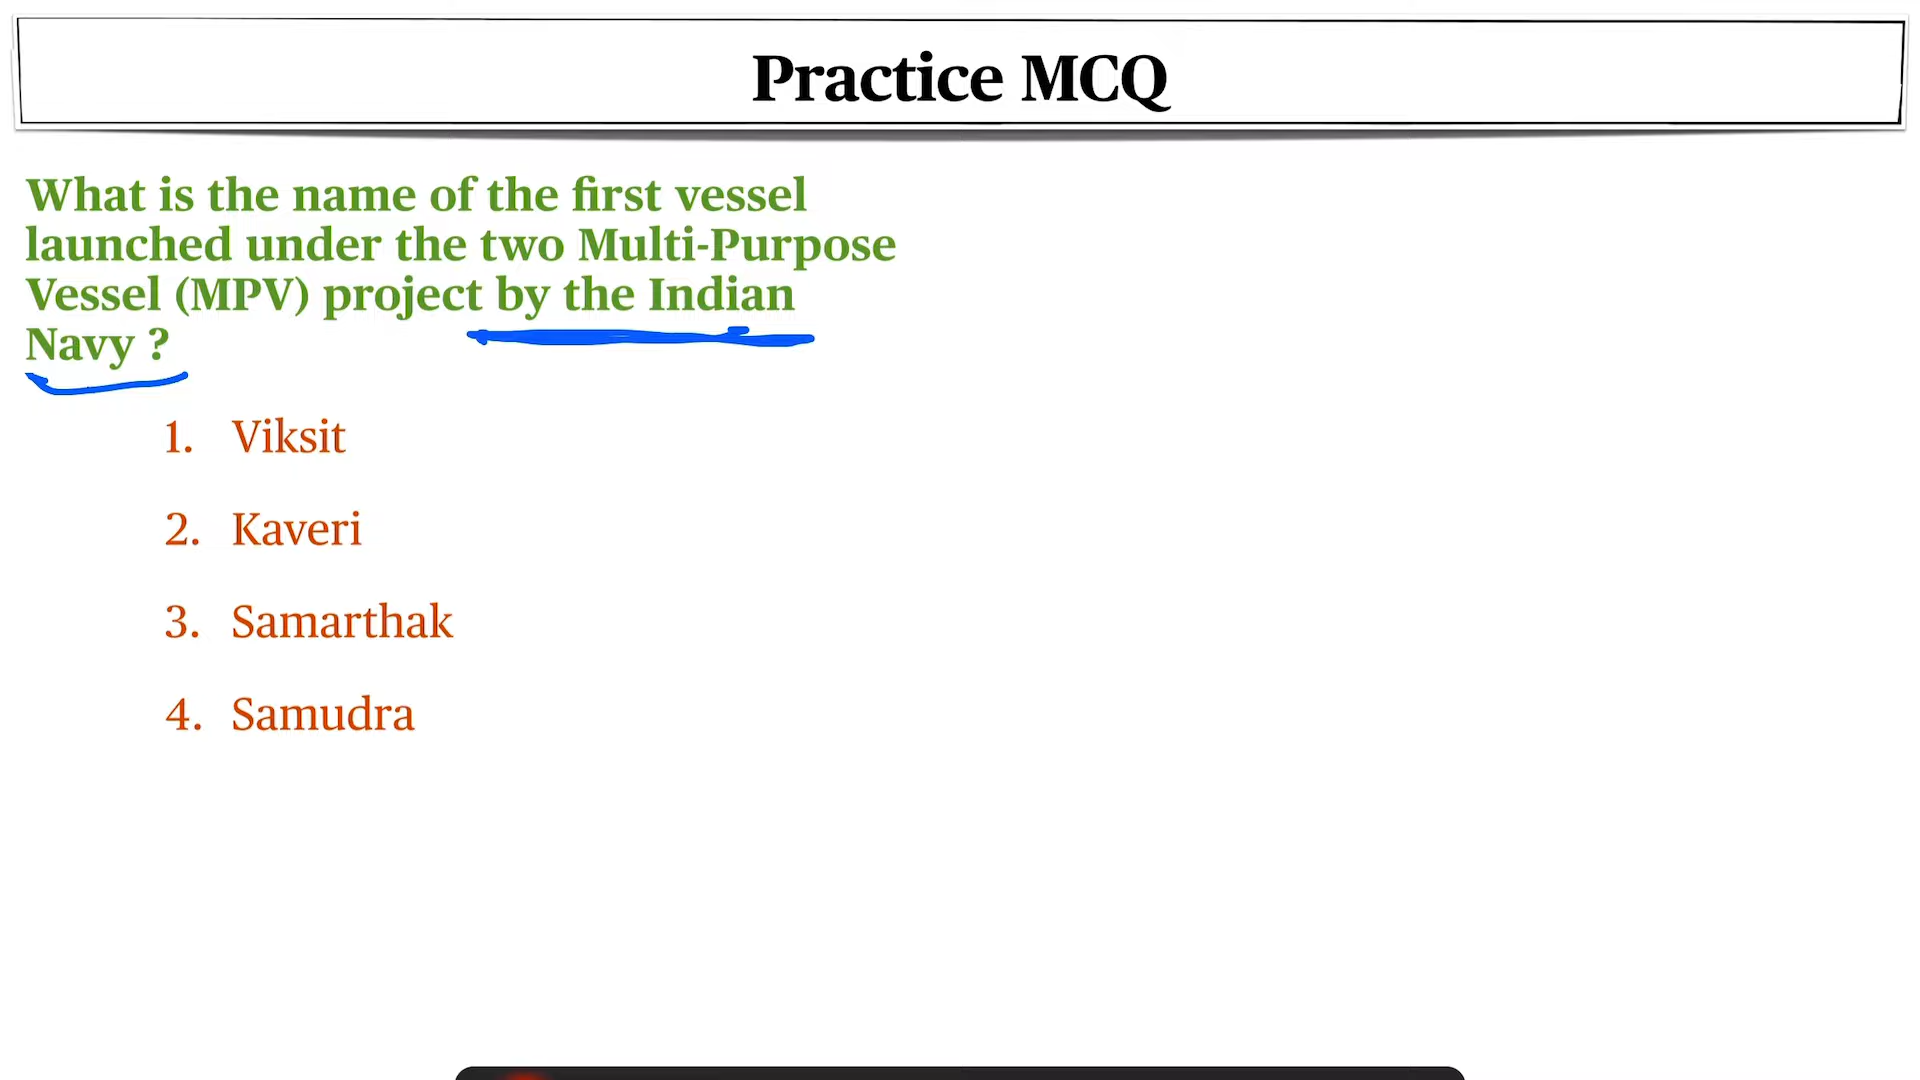 Practice MCQ
What is the name of the first vessel
launched under the two Multi-Purpose
Vessel (MPV) project by the Indian
Navy ?
1. Viksit
2. Kaveri
3. Samarthak
4. Samudra